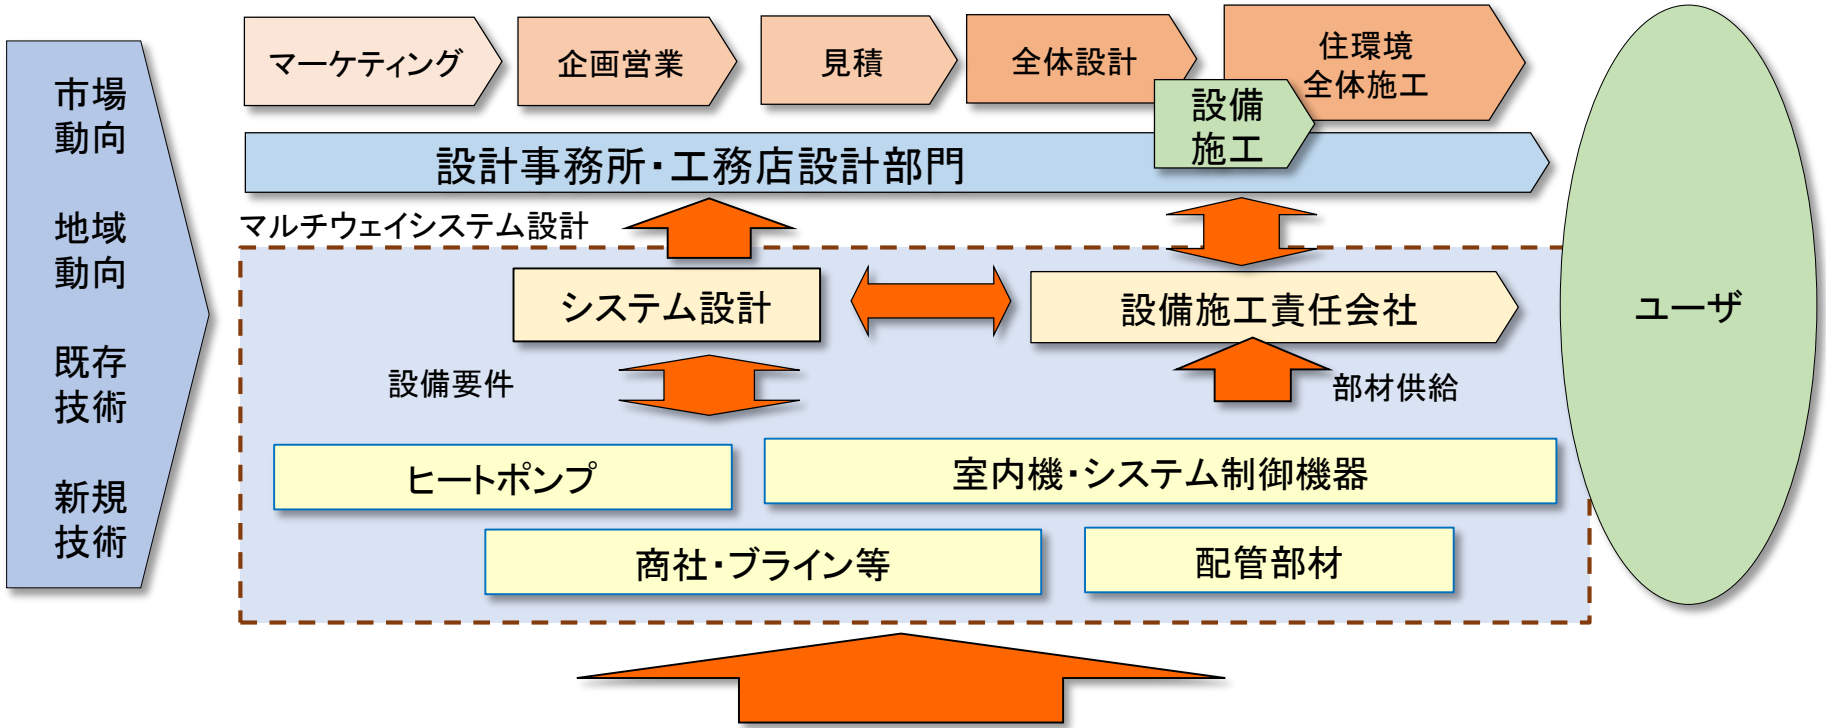 市場
動向
地域
動向
既存
技術
新規
技術
マーケティング
企画営業
見積
全体設計
住環境
全体施工
設備
施工
設計事務所・工務店設計部門
マルチウェイシステム設計
システム設計
設備施工責任会社
設備要件
部材供給
ヒートポンプ
室内機・システム制御機器
商社・ブライン等
配管部材
ユーザ